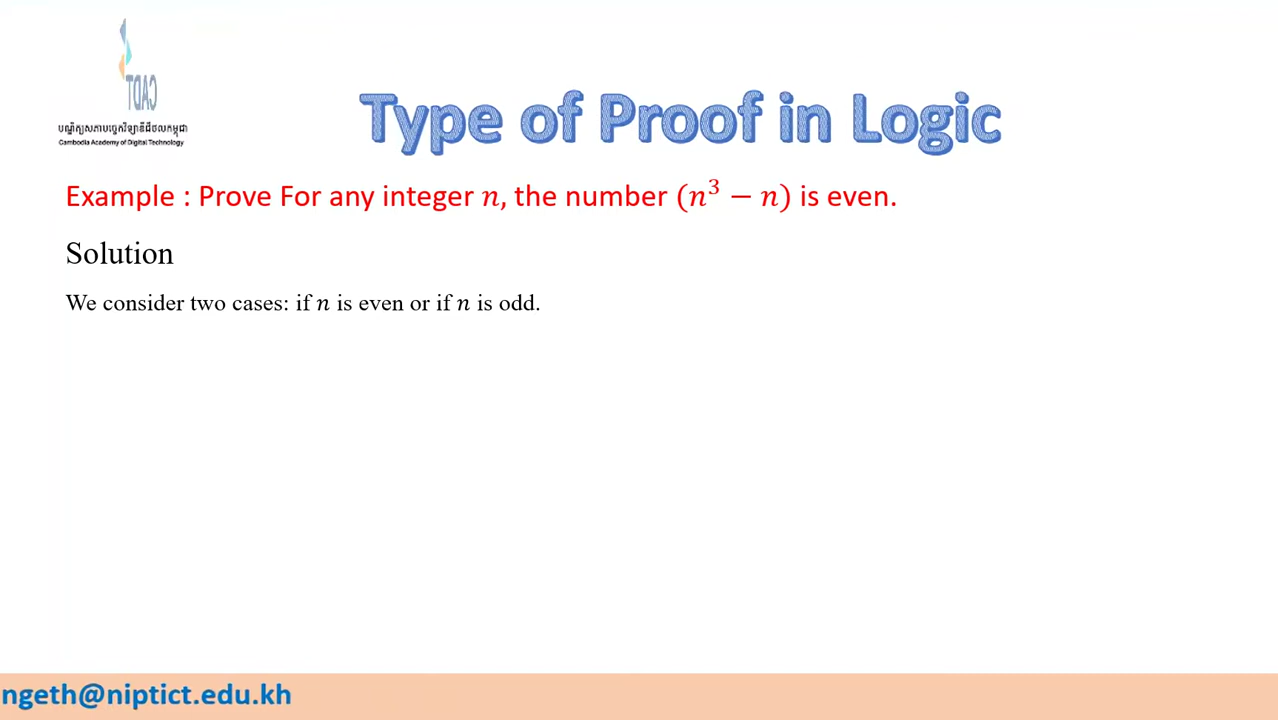 CADT
បណ្ឌិត្យសភាបច្ចេកវិទ្យាឌីជីថលកម្ពុជា
Cambodia Academy of Digital Technology
Type of Proof in Logic
Example : Prove For any integer n, the number (n³ − n) is even.
Solution
We consider two cases: if n is even or if n is odd.
ngeth@niptict.edu.kh